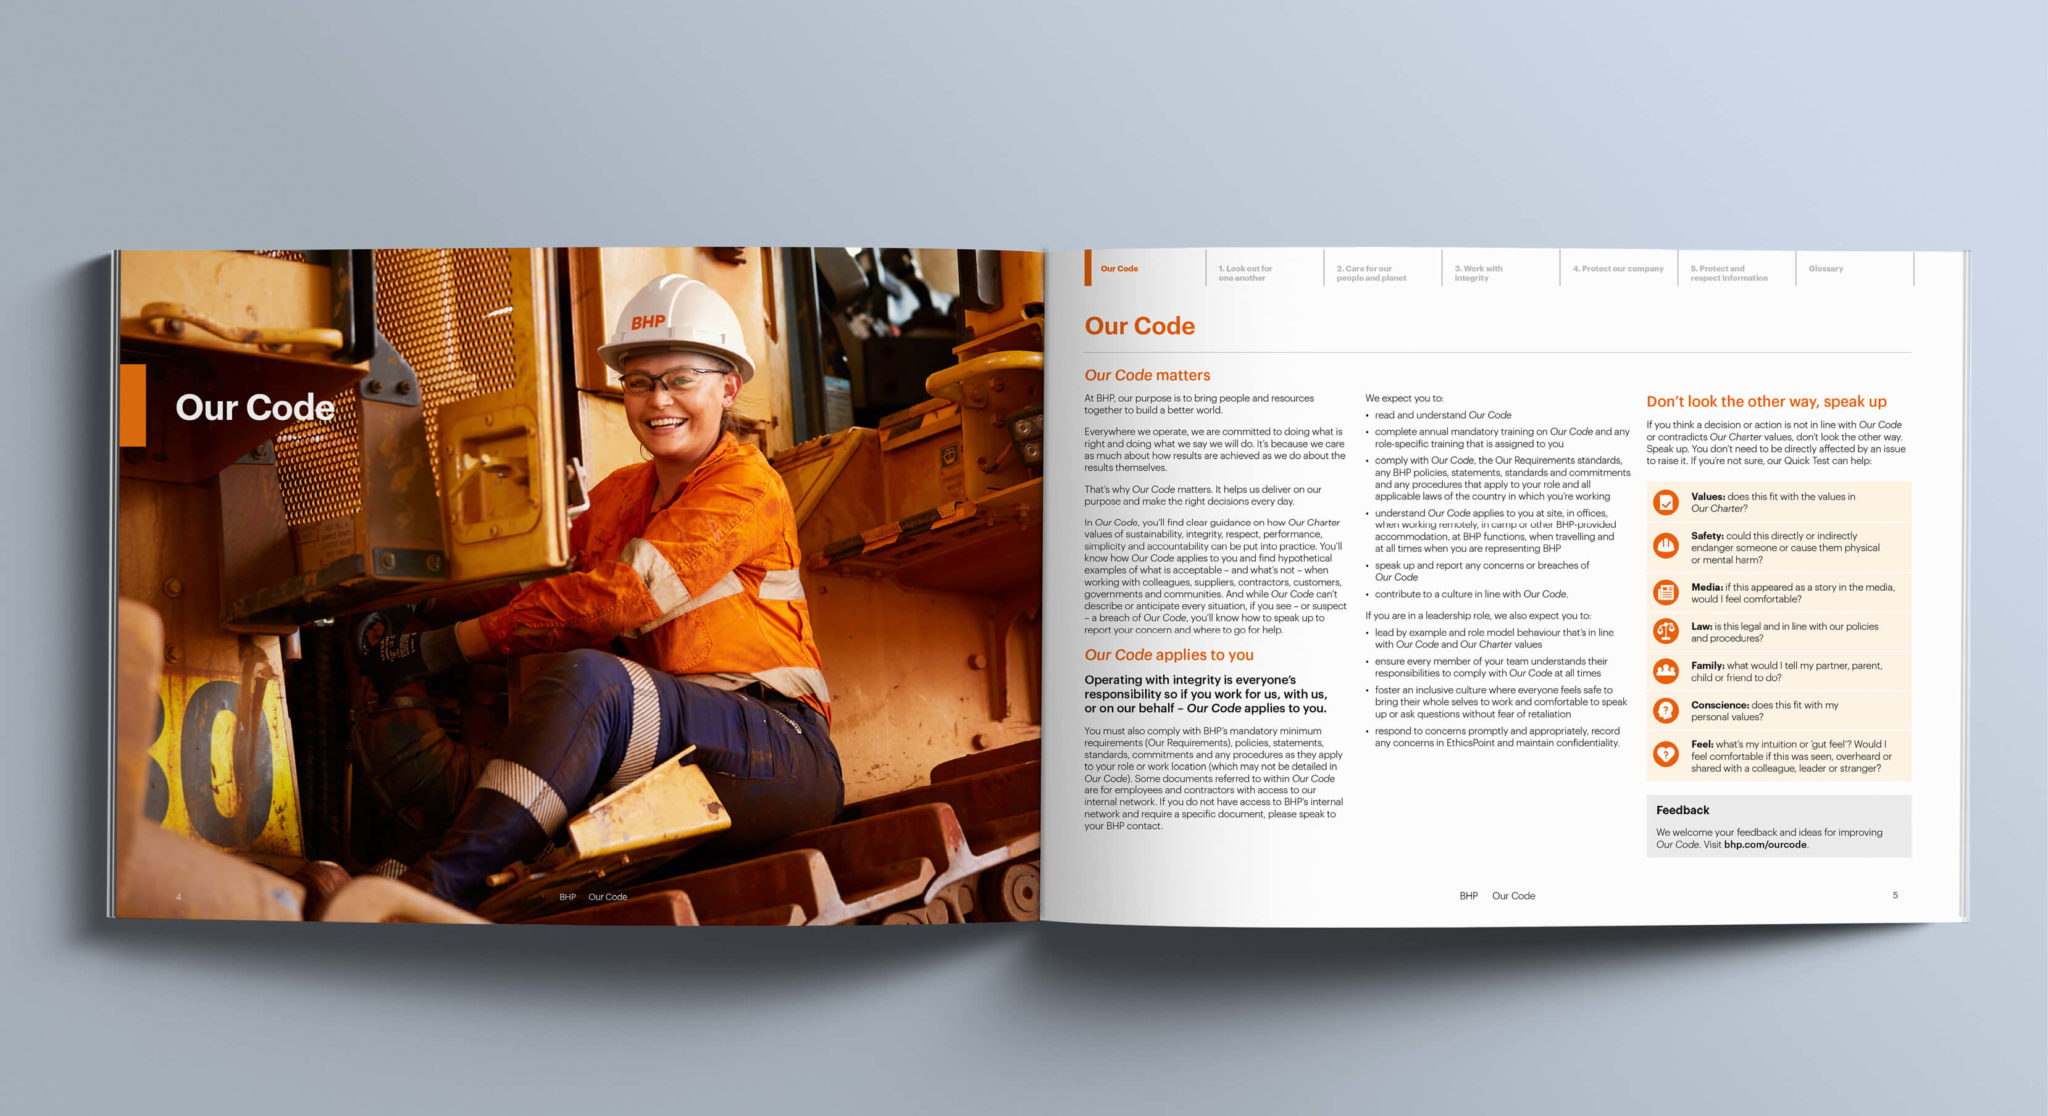 BHP
Our Code
4
BHP Our Code
Our Code
1. Look out for
one another
2. Care for our
people and planet
3. Work with
integrity
4. Protect our company
5. Protect and
respect information
Glossary
Our Code
Our Code matters
At BHP, our purpose is to bring people and resources
together to build a better world.
Everywhere we operate, we are committed to doing what is
right and doing what we say we will do. It's because we care
as much about how results are achieved as we do about the
results themselves.
That's why Our Code matters. It helps us deliver on our
purpose and make the right decisions every day.
In Our Code, you'll find clear guidance on how Our Charter
values of sustainability, integrity, respect, performance,
simplicity and accountability can be put into practice. You'll
know how Our Code applies to you and find hypothetical
examples of what is acceptable – and what's not – when
working with colleagues, suppliers, contractors, customers,
governments and communities. And while Our Code can't
describe or anticipate every situation, if you see – or suspect
– a breach of Our Code, you'll know how to speak up to
report your concern and where to go for help.
Our Code applies to you
Operating with integrity is everyone's
responsibility so if you work for us, with us,
or on our behalf – Our Code applies to you.
You must also comply with BHP's mandatory minimum
requirements (Our Requirements), policies, statements,
standards, commitments and any procedures as they apply
to your role or work location (which may not be detailed in
Our Code). Some documents referred to within Our Code
are for employees and contractors with access to our
internal network. If you do not have access to BHP's internal
network and require a specific document, please speak to
your BHP contact.
We expect you to:
• read and understand Our Code
• complete annual mandatory training on Our Code and any
role-specific training that is assigned to you
• comply with Our Code, the Our Requirements standards,
any BHP policies, statements, standards and commitments
and any procedures that apply to your role and all
applicable laws of the country in which you're working
• understand Our Code applies to you at site, in offices,
when working remotely, in camp or other BHP-provided
accommodation, at BHP functions, when travelling and
at all times when you are representing BHP
• speak up and report any concerns or breaches of
Our Code
• contribute to a culture in line with Our Code.
If you are in a leadership role, we also expect you to:
• lead by example and role model behaviour that's in line
with Our Code and Our Charter values
• ensure every member of your team understands their
responsibilities to comply with Our Code at all times
• foster an inclusive culture where everyone feels safe to
bring their whole selves to work and comfortable to speak
up or ask questions without fear of retaliation
• respond to concerns promptly and appropriately, record
any concerns in EthicsPoint and maintain confidentiality.
Don't look the other way, speak up
If you think a decision or action is not in line with Our Code
or contradicts Our Charter values, don't look the other way.
Speak up. You don't need to be directly affected by an issue
to raise it. If you're not sure, our Quick Test can help:
Values: does this fit with the values in
Our Charter?
Safety: could this directly or indirectly
endanger someone or cause them physical
or mental harm?
Media: if this appeared as a story in the media,
would I feel comfortable?
Law: is this legal and in line with our policies
and procedures?
Family: what would I tell my partner, parent,
child or friend to do?
Conscience: does this fit with my
personal values?
Feel: what's my intuition or 'gut feel'? Would I
feel comfortable if this was seen, overheard or
shared with a colleague, leader or stranger?
Feedback
We welcome your feedback and ideas for improving
Our Code. Visit bhp.com/ourcode.
BHP Our Code
5